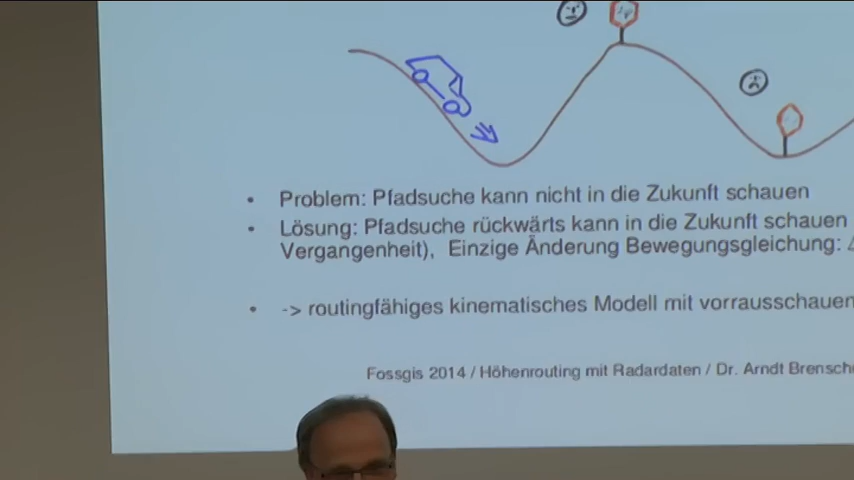 • Problem: Pfadsuche kann nicht in die Zukunft schauen
• Lösung: Pfadsuche rückwärts kann in die Zukunft schauen
Vergangenheit), Einzige Änderung Bewegungsgleichung:
• -> routingfähiges kinematisches Modell mit vorrausschauen
Fossgis 2014 / Höhenrouting mit Radardaten / Dr. Arndt Brensch